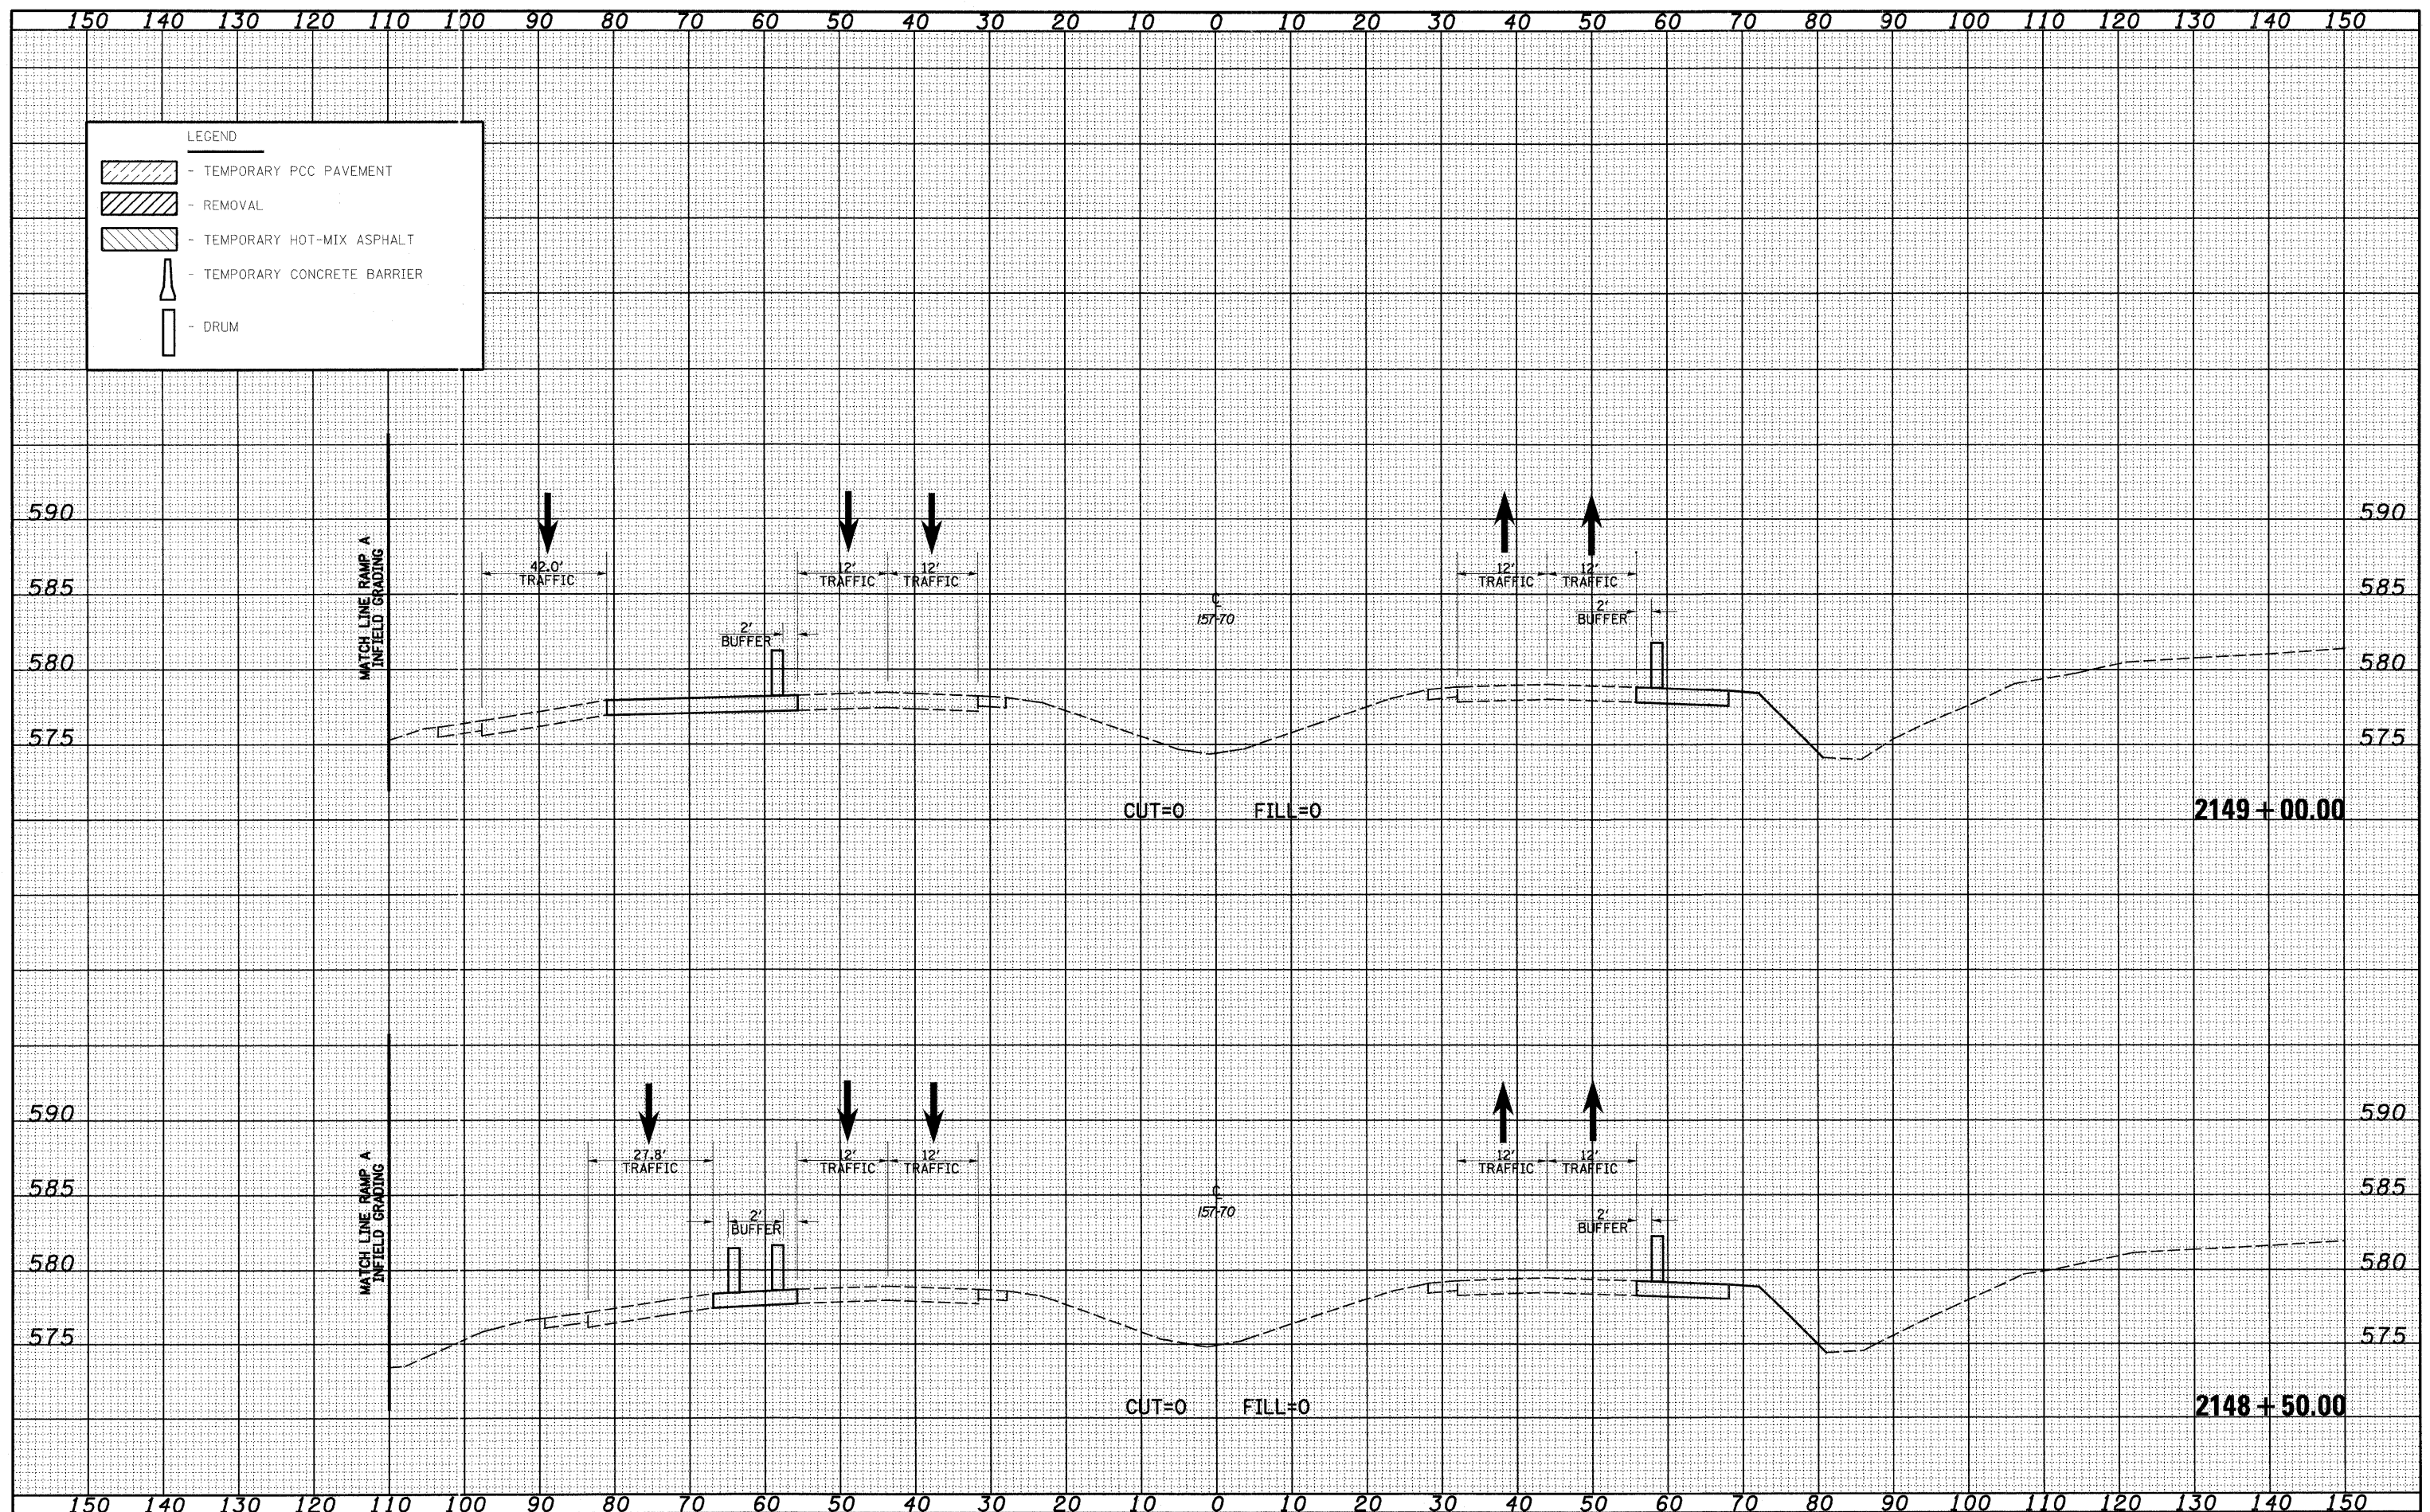 150 140 130 120 110 100 90 80 70 60 50 40 30 20 10 0 10 20 30 40 50 60 70 80 90 100 110 120 130 140 150
LEGEND
- TEMPORARY PCC PAVEMENT
- REMOVAL
- TEMPORARY HOT-MIX ASPHALT
- TEMPORARY CONCRETE BARRIER
- DRUM
590 590
MATCH LINE RAMP A
INFIELD GRADING
42.0' 12' 12' 12' 12'
TRAFFIC TRAFFIC TRAFFIC TRAFFIC TRAFFIC
585 585
℄
I57-70
2'
BUFFER
2'
BUFFER
580 580
575 575
CUT=0 FILL=0
2149+00.00
590 590
MATCH LINE RAMP A
INFIELD GRADING
27.8' 12' 12' 12' 12'
TRAFFIC TRAFFIC TRAFFIC TRAFFIC TRAFFIC
585 585
℄
I57-70
2'
BUFFER
2'
BUFFER
580 580
575 575
CUT=0 FILL=0
2148+50.00
150 140 130 120 110 100 90 80 70 60 50 40 30 20 10 0 10 20 30 40 50 60 70 80 90 100 110 120 130 140 150